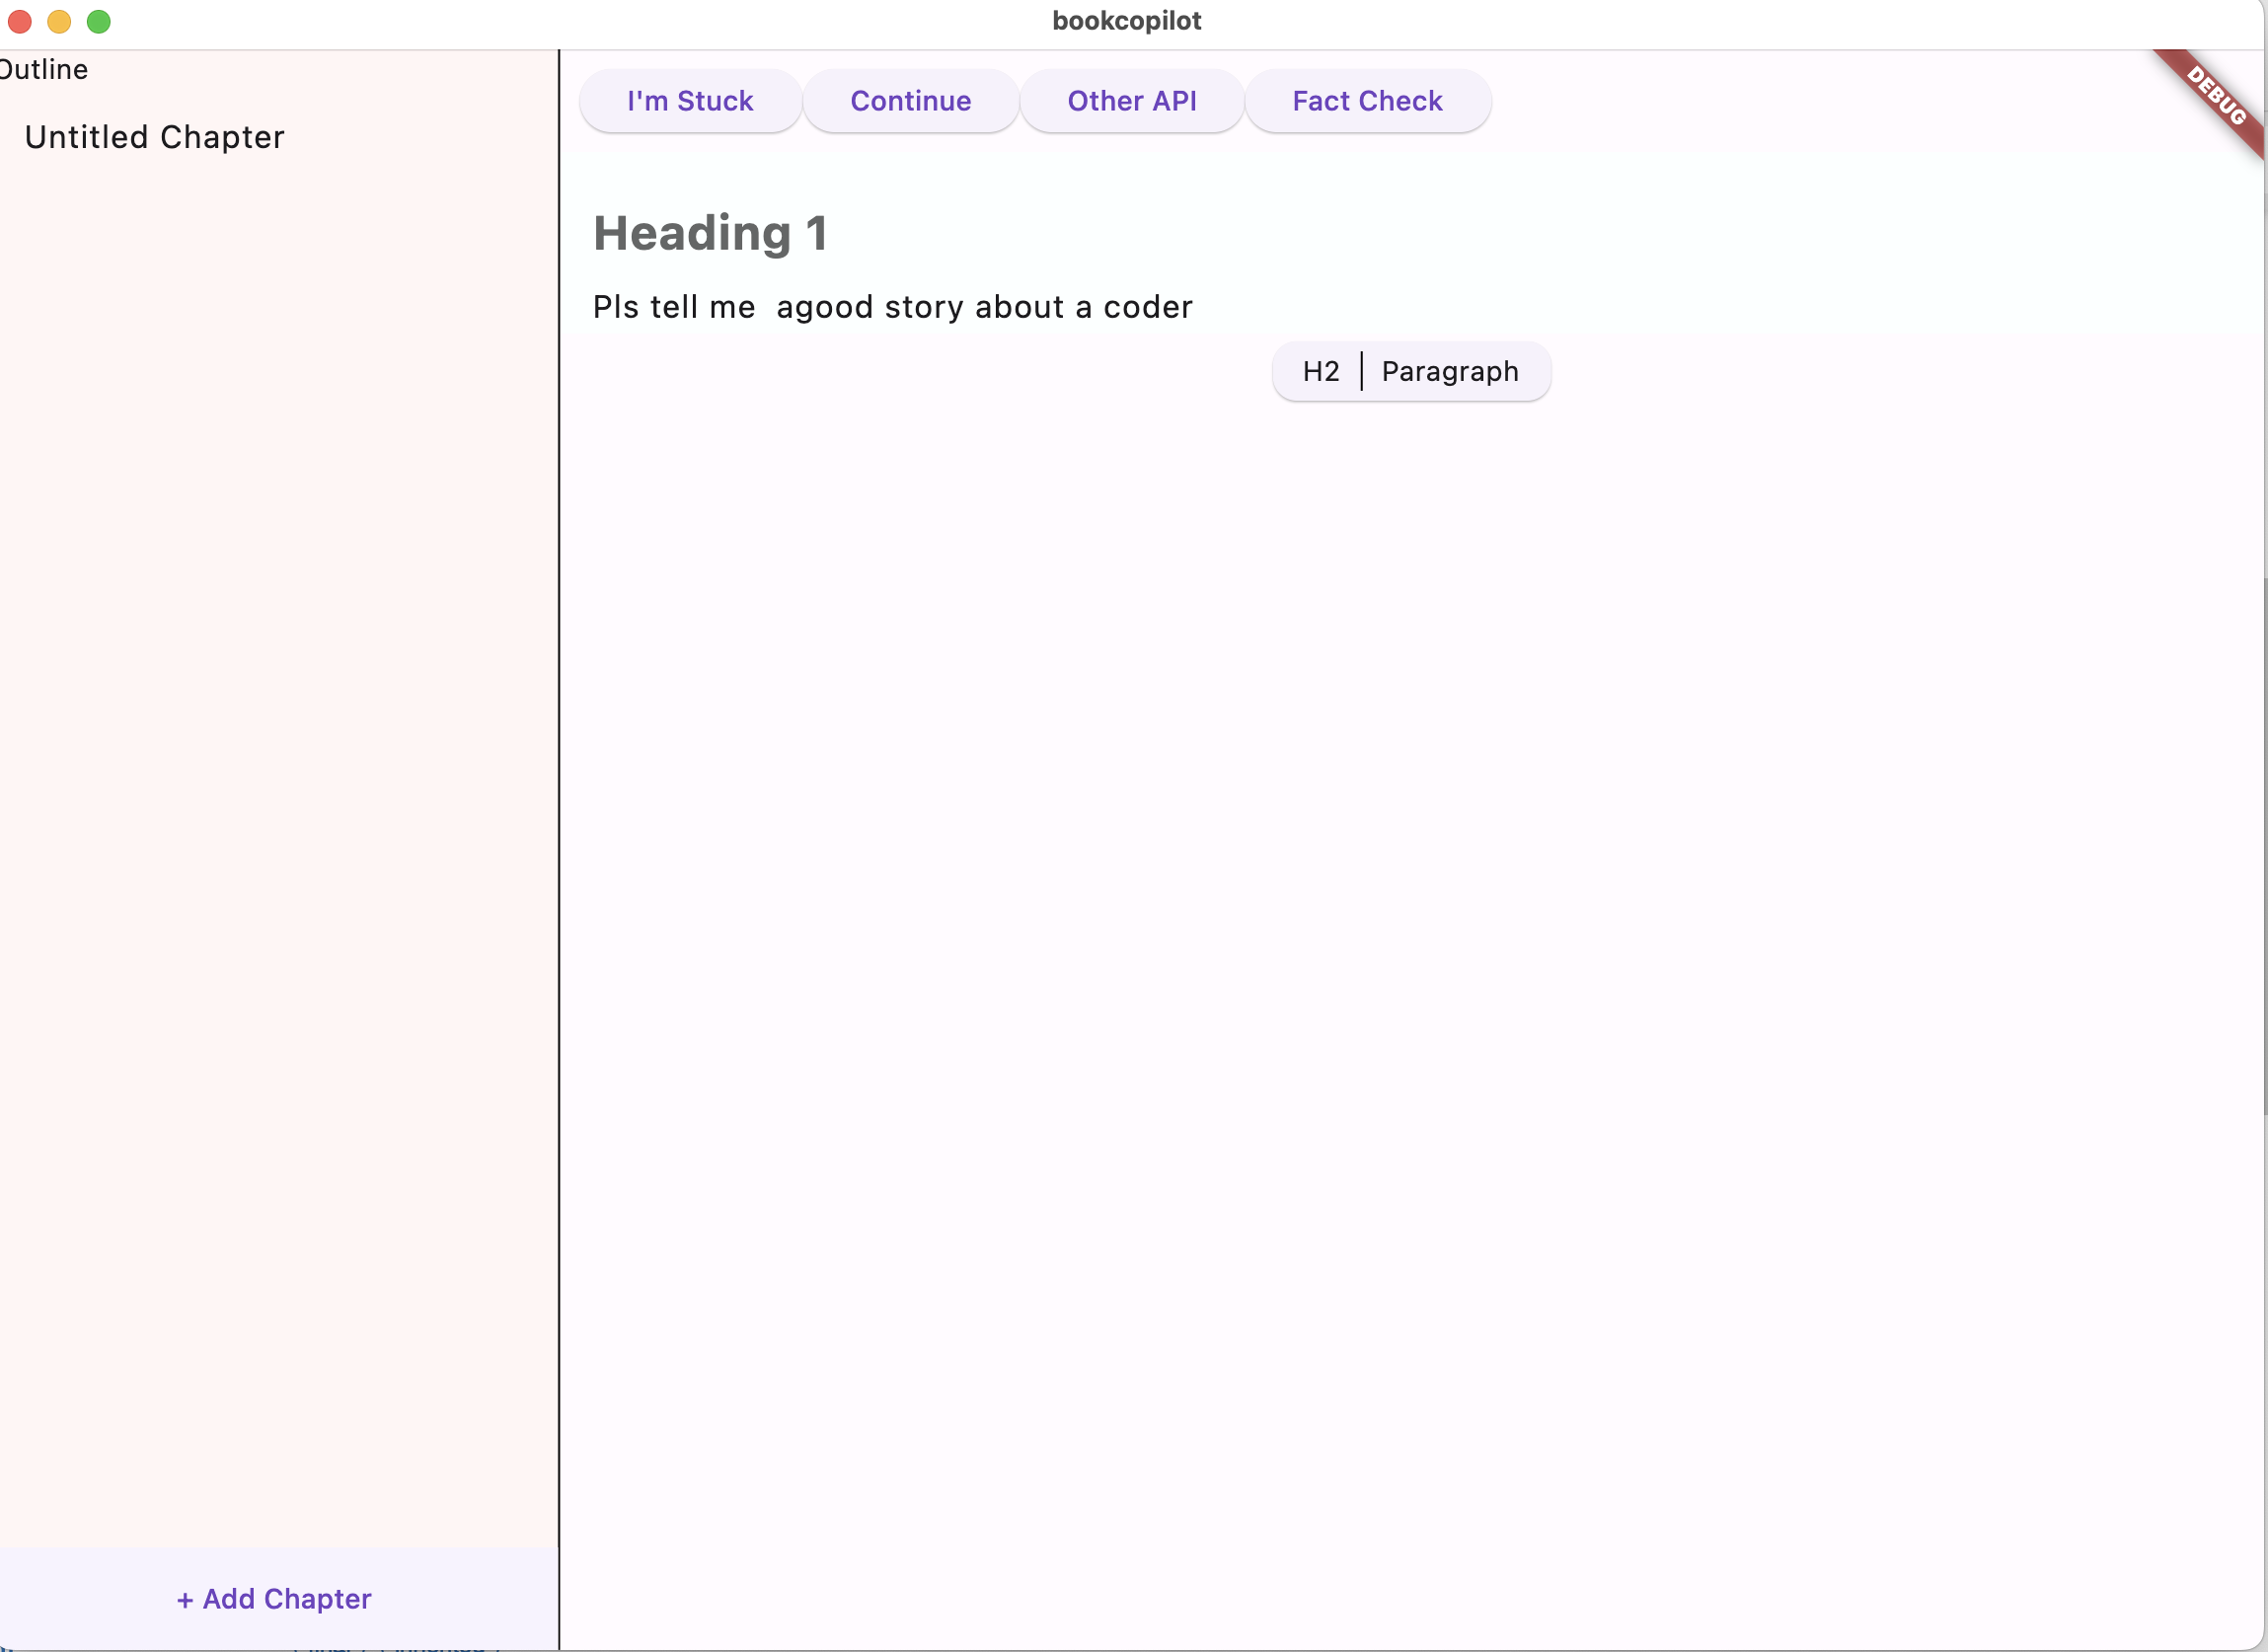 bookcopilot
Outline
Untitled Chapter
+ Add Chapter
I'm Stuck Continue Other API Fact Check
DEBUG
Heading 1
Pls tell me  agood story about a coder
H2 | Paragraph